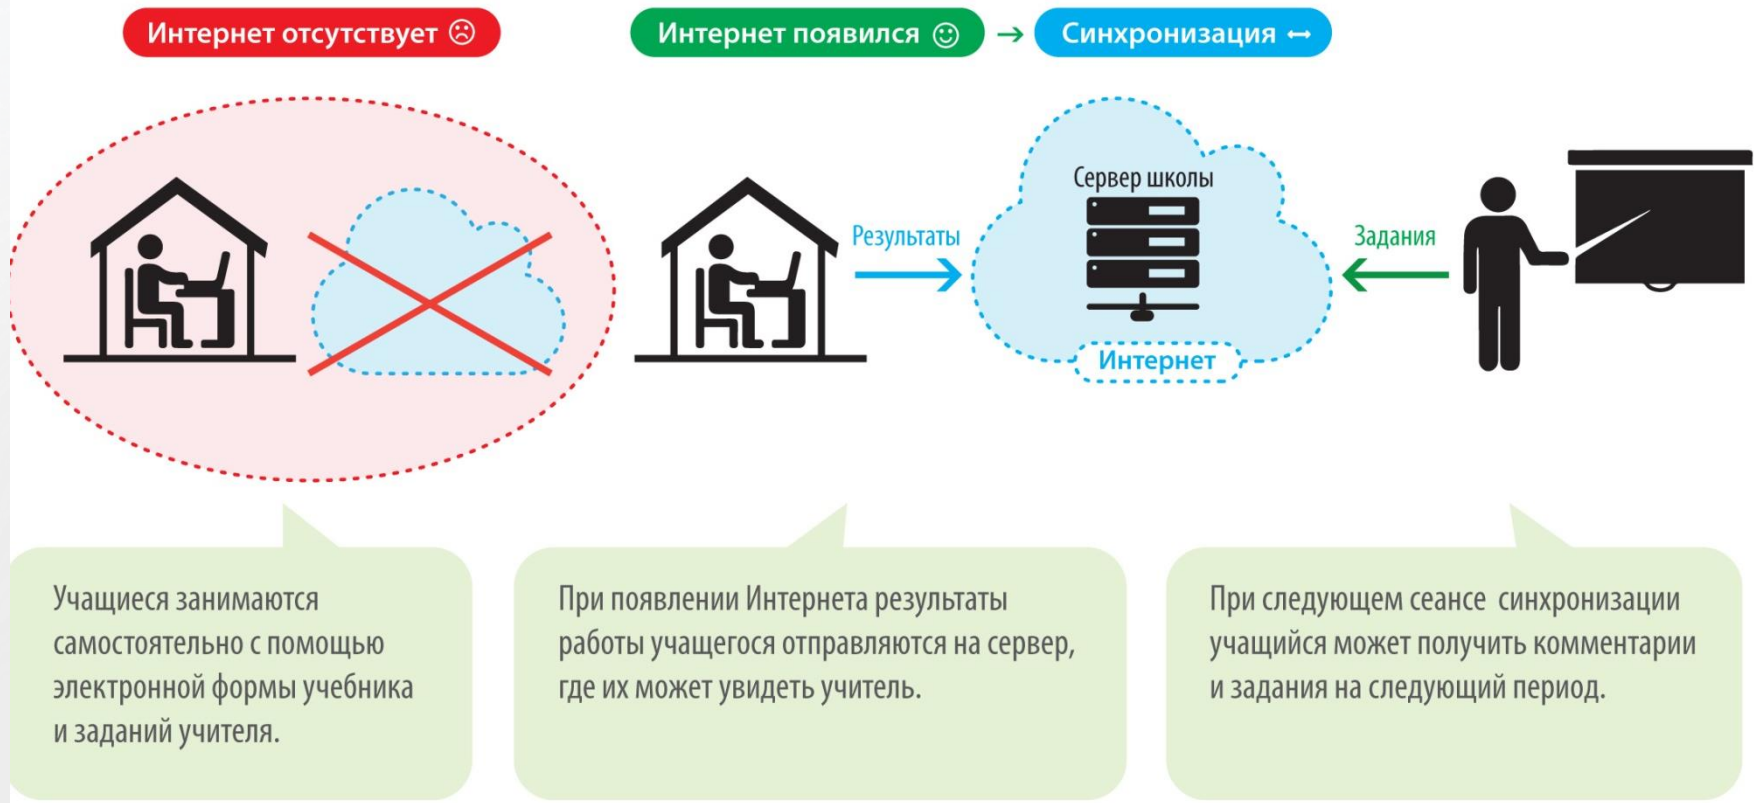 Интернет отсутствует ☹
Интернет появился ☺ → Синхронизация ↔
Результаты
Сервер школы
Интернет
Задания
Учащиеся занимаются
самостоятельно с помощью
электронной формы учебника
и заданий учителя.
При появлении Интернета результаты
работы учащегося отправляются на сервер,
где их может увидеть учитель.
При следующем сеансе синхронизации
учащийся может получить комментарии
и задания на следующий период.